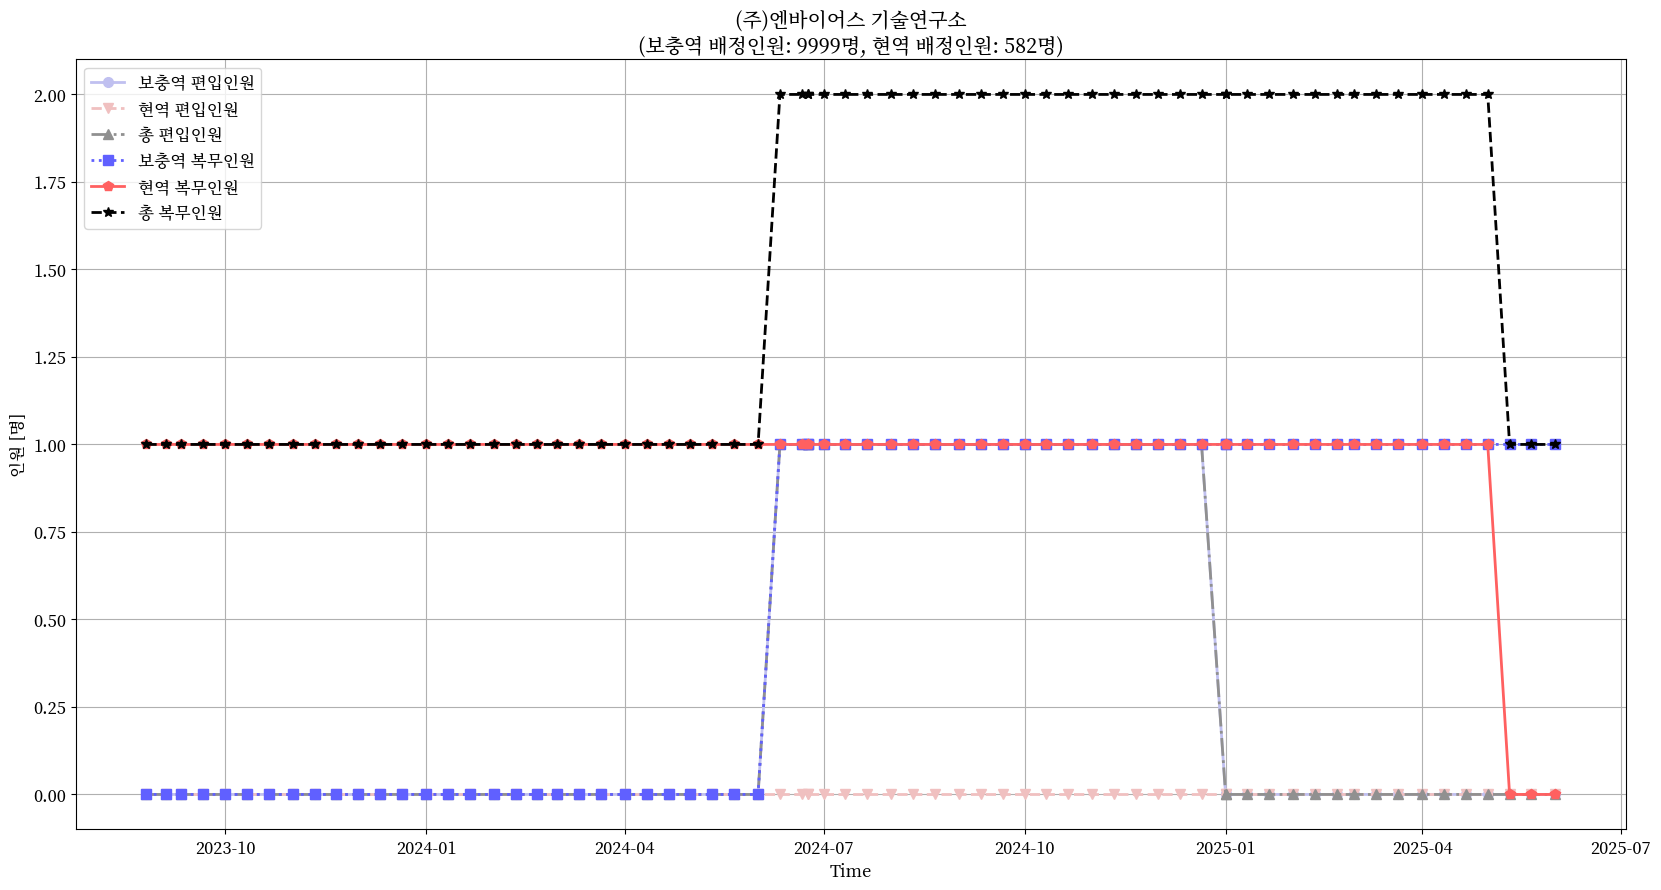 (주)엔바이어스 기술연구소
(보충역 배정인원: 9999명, 현역 배정인원: 582명)
보충역 편입인원
현역 편입인원
총 편입인원
보충역 복무인원
현역 복무인원
총 복무인원
2.00
1.75
1.50
1.25
1.00
0.75
0.50
0.25
0.00
인원 [명]
2023-10 2024-01 2024-04 2024-07 2024-10 2025-01 2025-04 2025-07
Time